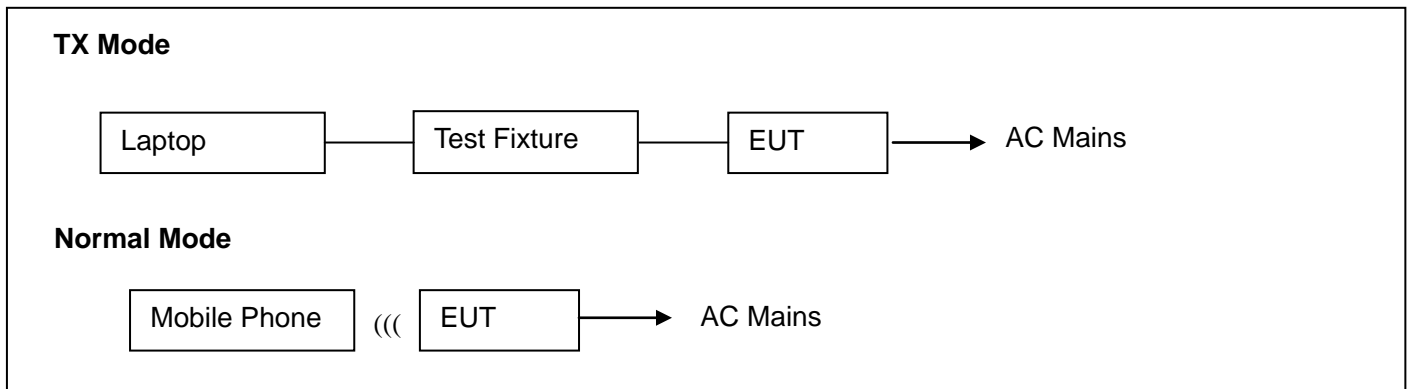 TX Mode
Laptop Test Fixture EUT AC Mains
Normal Mode
Mobile Phone ((( EUT AC Mains